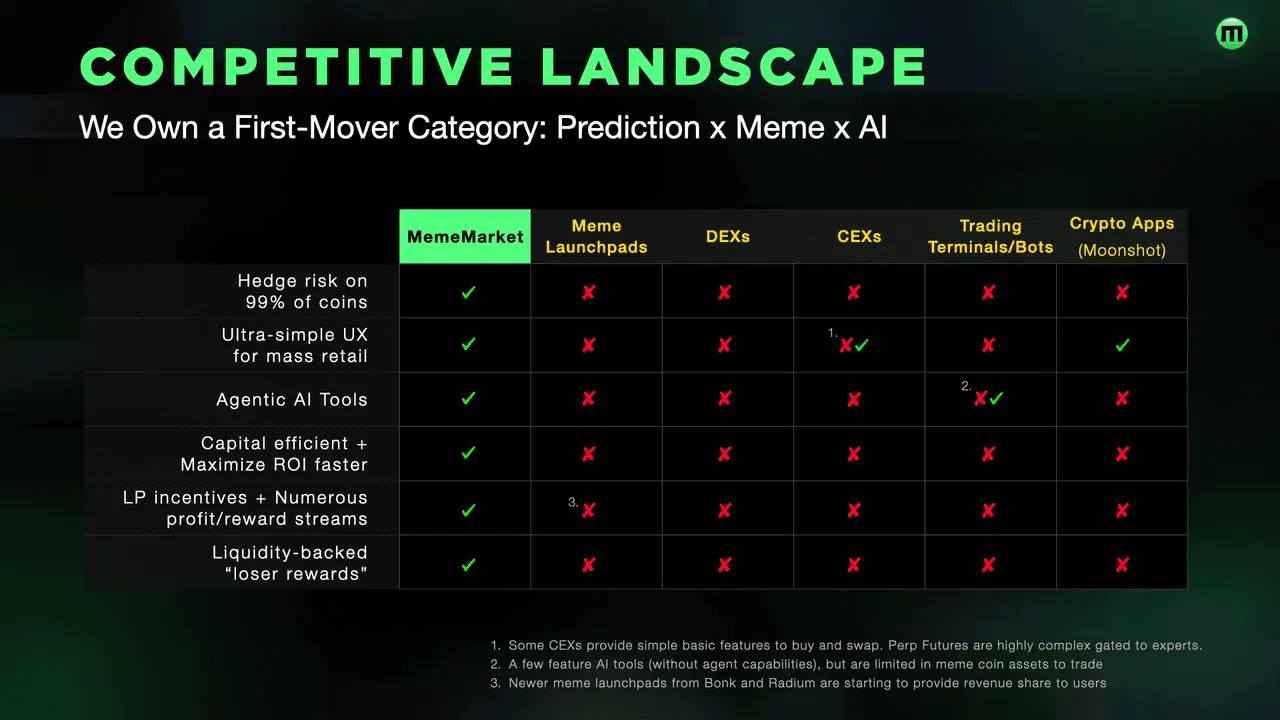 m
COMPETITIVE LANDSCAPE
We Own a First-Mover Category: Prediction x Meme x AI
MemeMarket
Meme
Launchpads
DEXs
CEXs
Trading
Terminals/Bots
Crypto Apps
(Moonshot)
Hedge risk on
99% of coins
✓ ✘ ✘ ✘ ✘ ✘
Ultra-simple UX
for mass retail
✓ ✘ ✘ 1. ✘✓ ✘ ✓
Agentic AI Tools
✓ ✘ ✘ ✘ 2. ✘✓ ✘
Capital efficient +
Maximize ROI faster
✓ ✘ ✘ ✘ ✘ ✘
LP incentives + Numerous
profit/reward streams
✓ 3. ✘ ✘ ✘ ✘ ✘
Liquidity-backed
“loser rewards”
✓ ✘ ✘ ✘ ✘ ✘
1. Some CEXs provide simple basic features to buy and swap. Perp Futures are highly complex gated to experts.
2. A few feature AI tools (without agent capabilities), but are limited in meme coin assets to trade
3. Newer meme launchpads from Bonk and Radium are starting to provide revenue share to users